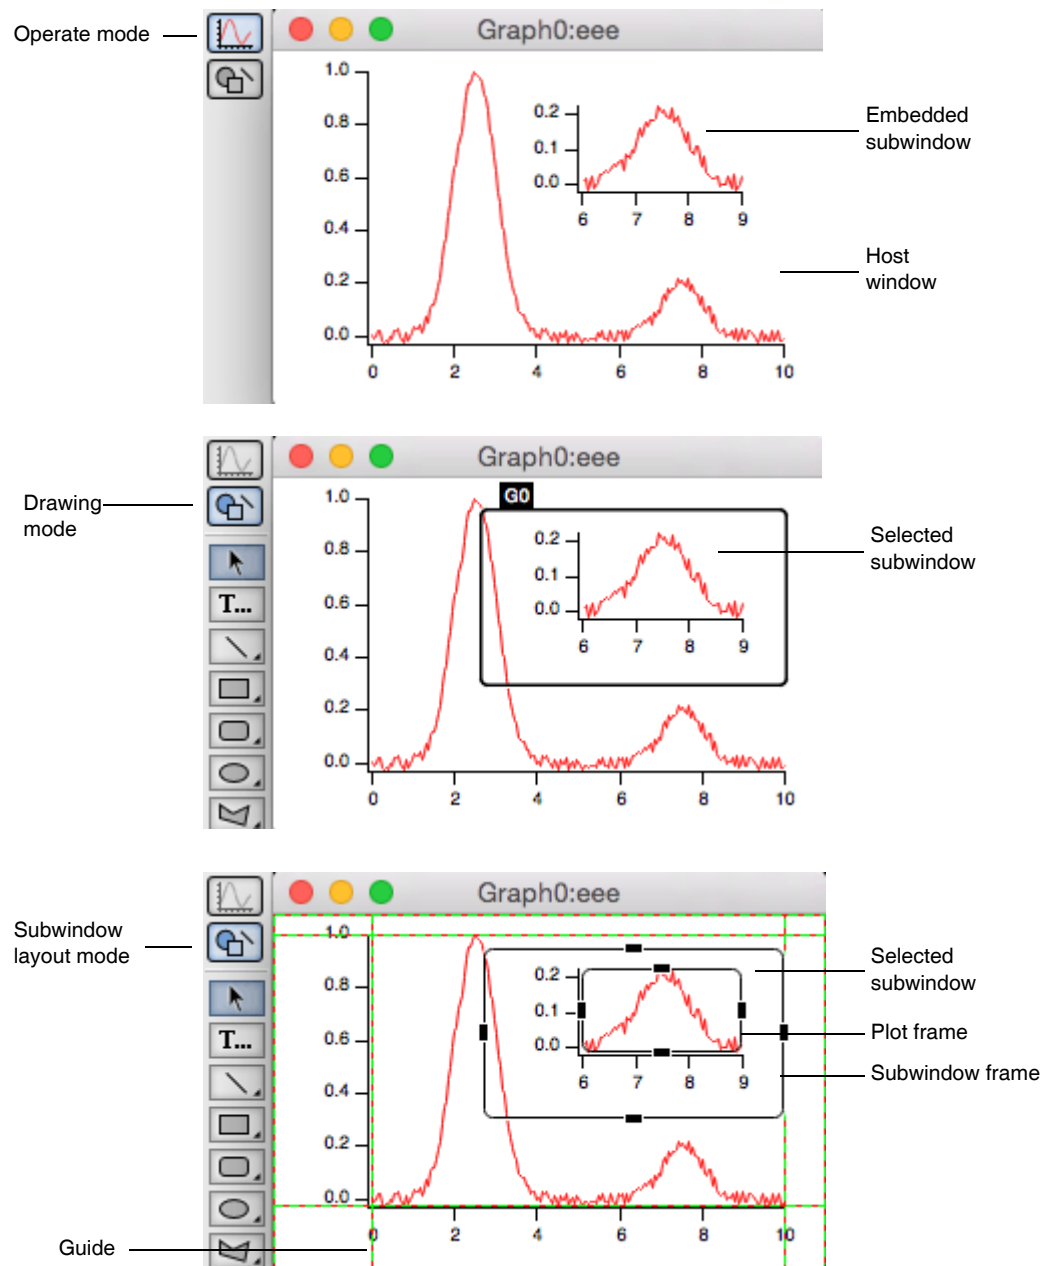 Operate mode
Graph0:eee
1.0
0.8
0.6
0.4
0.2
0.0
0 2 4 6 8 10
0.2
0.1
0.0
6 7 8 9
Embedded
subwindow
Host
window
Drawing
mode
T...
Graph0:eee
G0
1.0
0.8
0.6
0.4
0.2
0.0
0 2 4 6 8 10
0.2
0.1
0.0
6 7 8 9
Selected
subwindow
Subwindow
layout mode
T...
Graph0:eee
1.0
0.8
0.6
0.4
0.2
0.0
0 2 4 6 8 10
0.2
0.1
0.0
6 7 8 9
Selected
subwindow
Plot frame
Subwindow frame
Guide